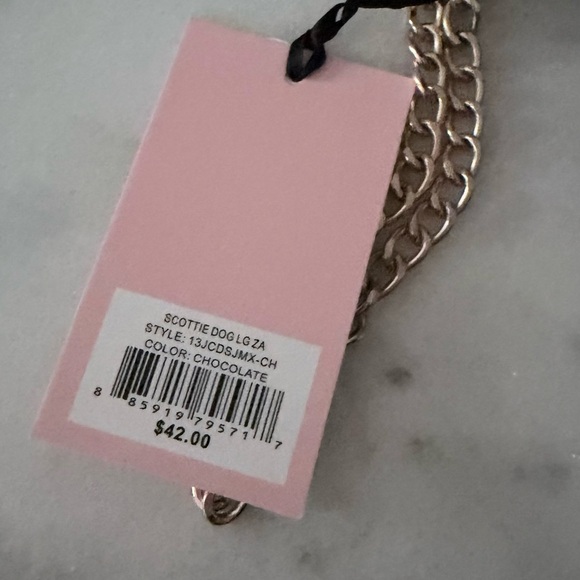 SCOTTIE DOG LG ZA
STYLE: 13JCDSJMX-CH
COLOR: CHOCOLATE
8 85919 79571 7
$42.00